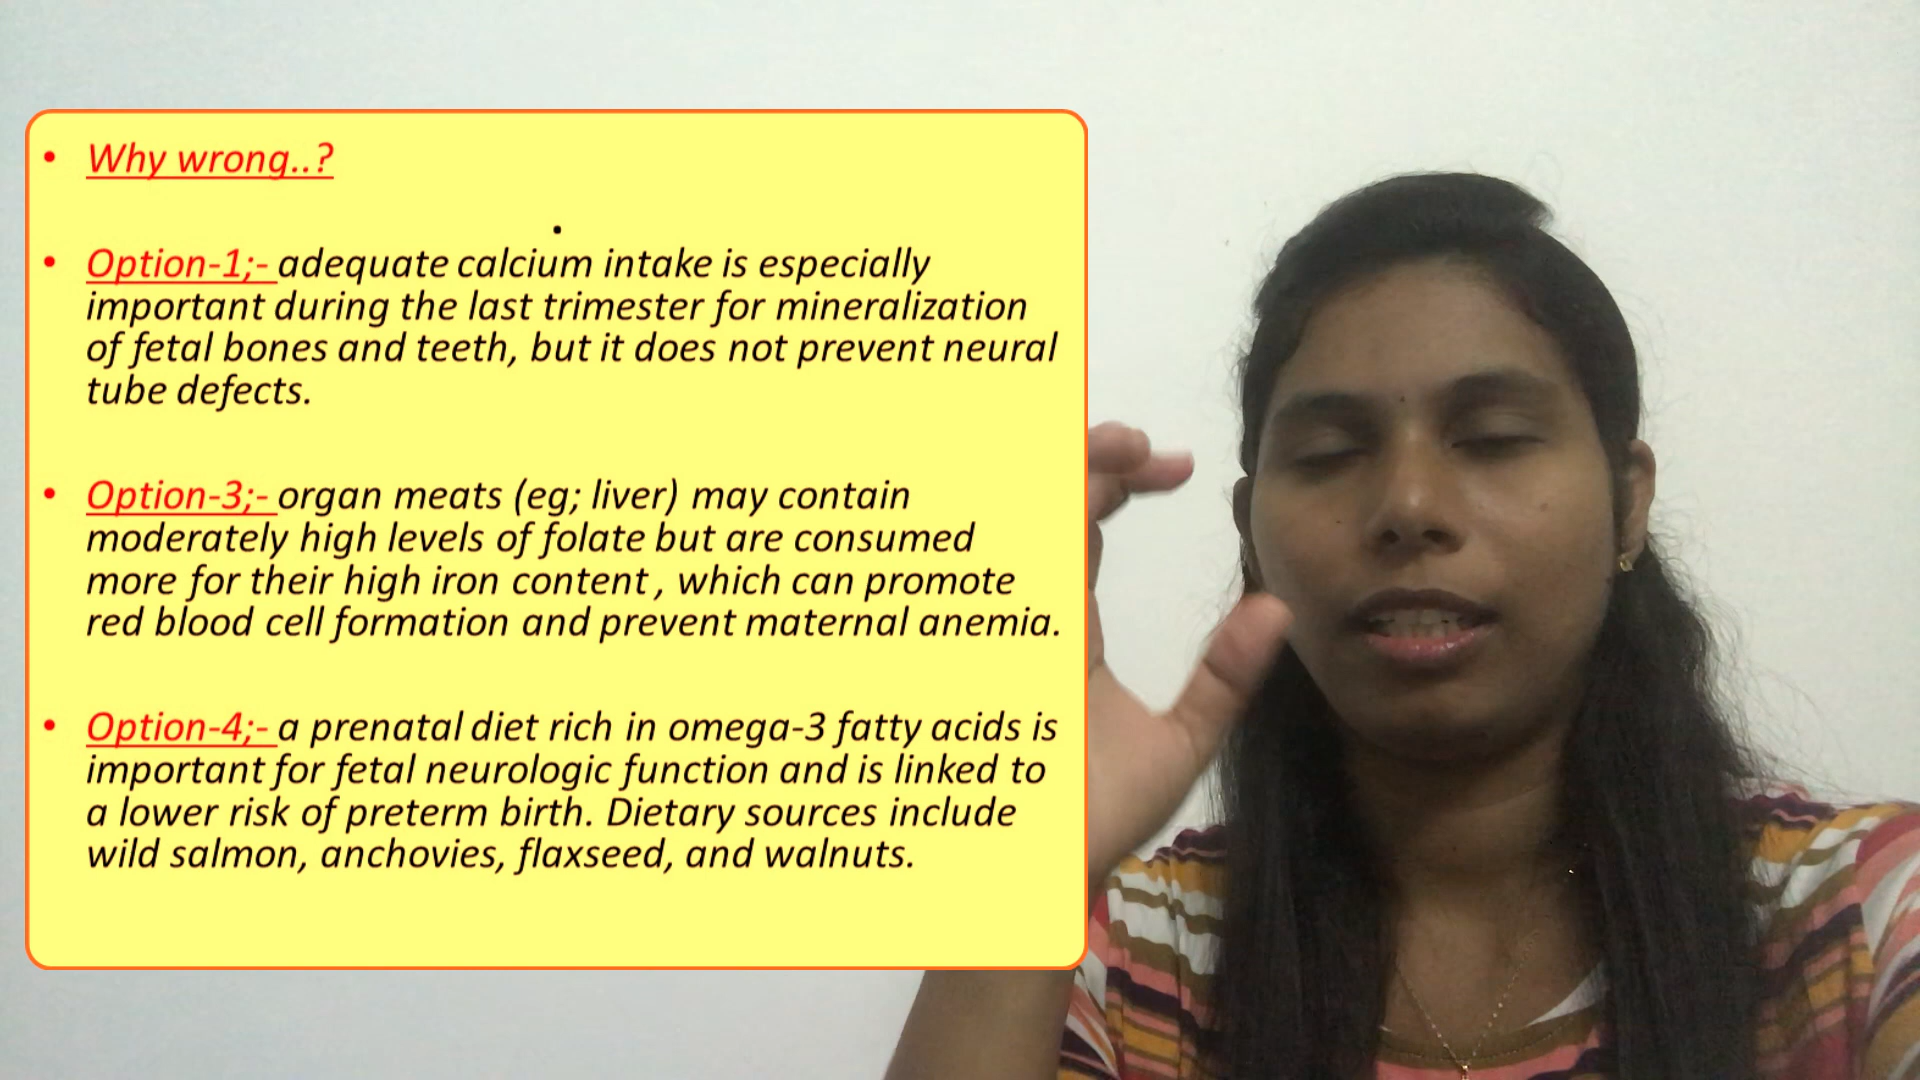 • Why wrong..?
.
• Option-1;- adequate calcium intake is especially
important during the last trimester for mineralization
of fetal bones and teeth, but it does not prevent neural
tube defects.
• Option-3;- organ meats (eg; liver) may contain
moderately high levels of folate but are consumed
more for their high iron content , which can promote
red blood cell formation and prevent maternal anemia.
• Option-4;- a prenatal diet rich in omega-3 fatty acids is
important for fetal neurologic function and is linked to
a lower risk of preterm birth. Dietary sources include
wild salmon, anchovies, flaxseed, and walnuts.